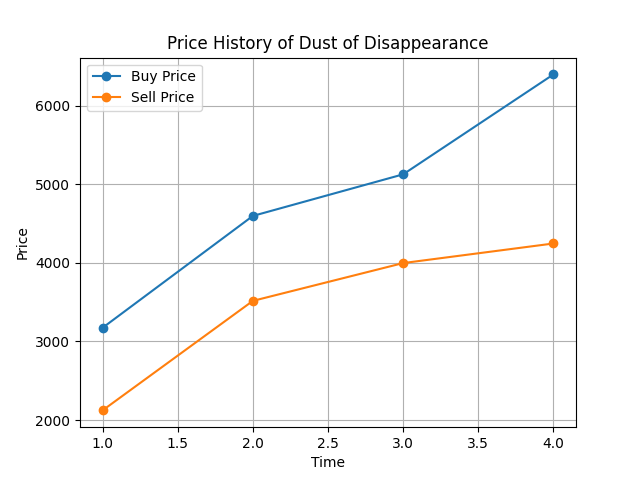 Price History of Dust of Disappearance
Buy Price
Sell Price
6000
5000
4000
3000
2000
Price
1.0 1.5 2.0 2.5 3.0 3.5 4.0
Time